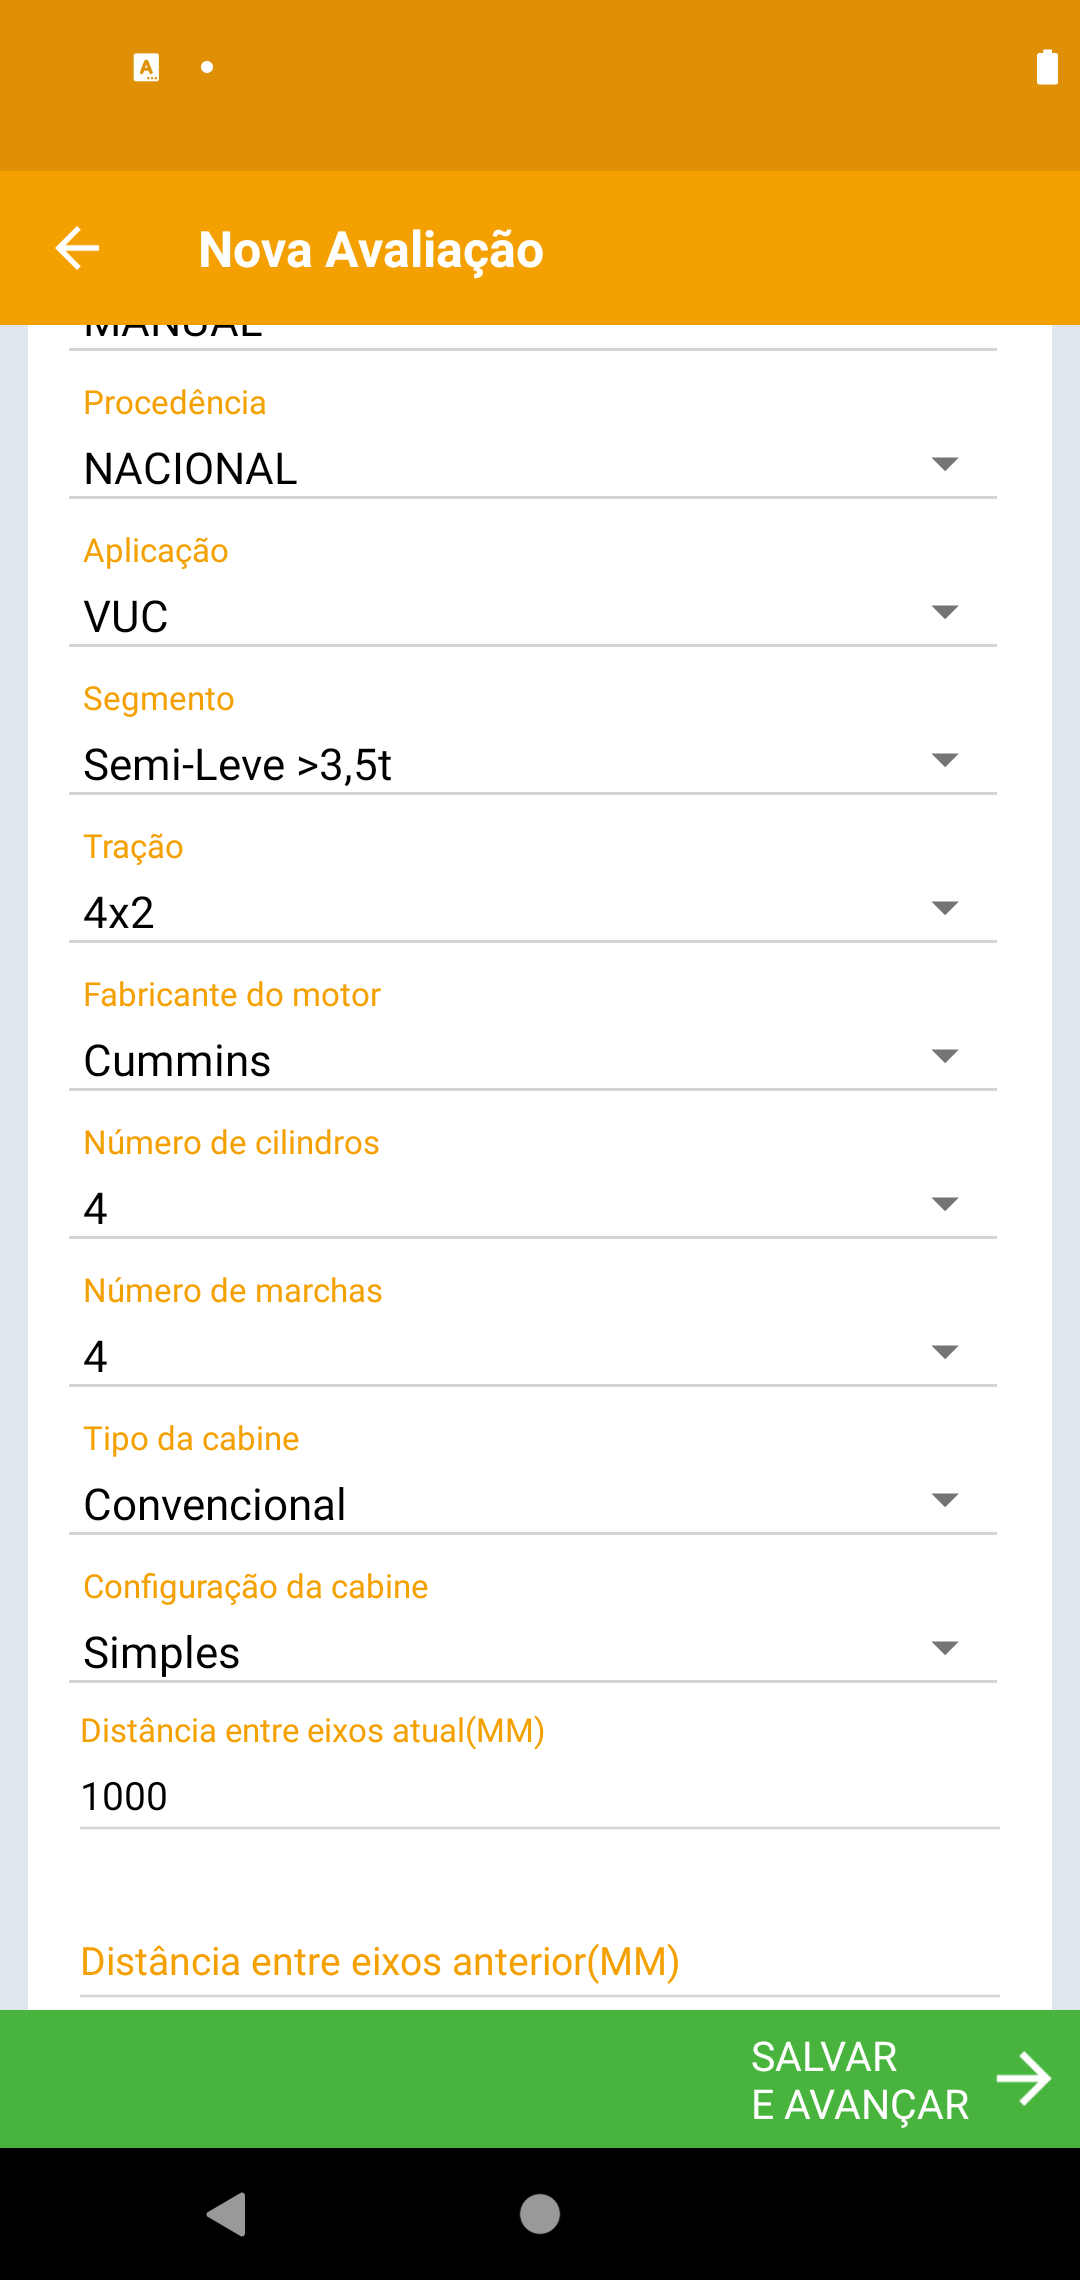 Nova Avaliação
MANUAL
Procedência
NACIONAL
Aplicação
VUC
Segmento
Semi-Leve >3,5t
Tração
4x2
Fabricante do motor
Cummins
Número de cilindros
4
Número de marchas
4
Tipo da cabine
Convencional
Configuração da cabine
Simples
Distância entre eixos atual(MM)
1000
Distância entre eixos anterior(MM)
SALVAR
E AVANÇAR